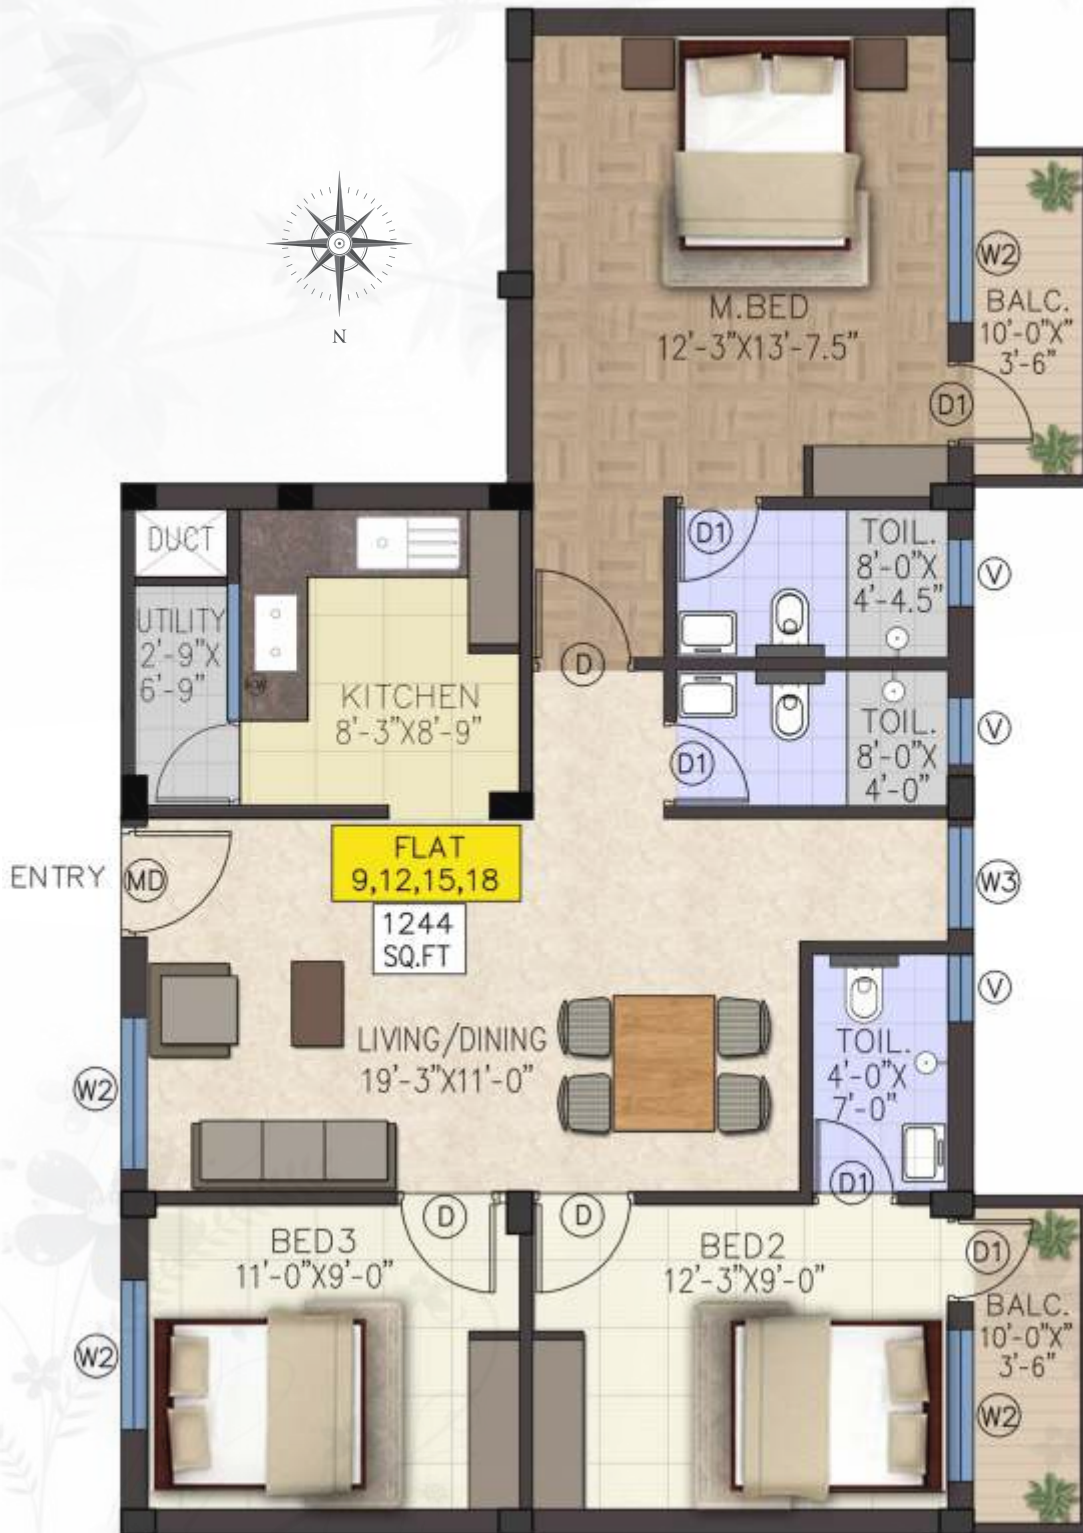 N
M.BED
12'-3"X13'-7.5"
W2
BALC.
10'-0"X"
3'-6"
D1
DUCT
UTILITY
2'-9"X
6'-9"
KITCHEN
8'-3"X8'-9"
D
D1
TOIL.
8'-0"X
4'-4.5"
V
D1
TOIL.
8'-0"X
4'-0"
V
ENTRY
MD
FLAT
9,12,15,18
1244
SQ.FT
W3
LIVING/DINING
19'-3"X11'-0"
W2
TOIL.
4'-0"X
7'-0"
V
D1
D
D
BED3
11'-0"X9'-0"
W2
BED2
12'-3"X9'-0"
D1
BALC.
10'-0"X"
3'-6"
W2